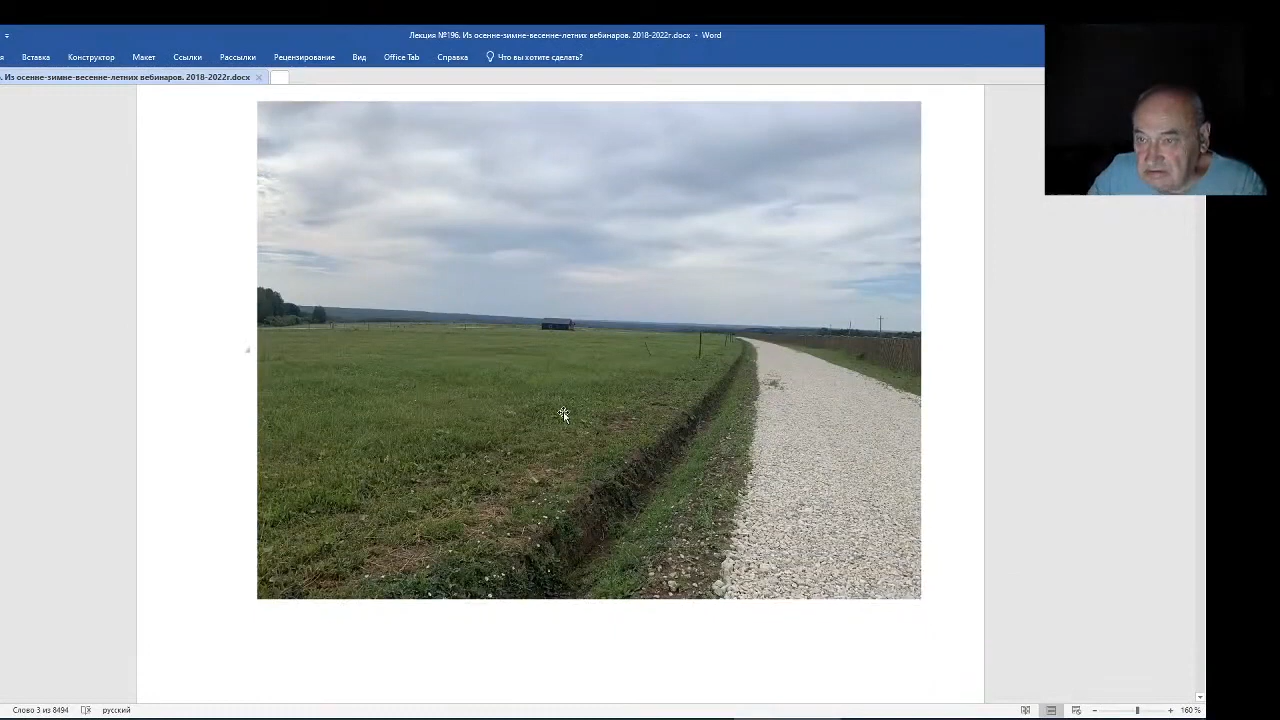 Лекция №196. Из осенне-зимне-весенне-летних вебинаров. 2018-2022г.docx - Word
Вставка Конструктор Макет Ссылки Рассылки Рецензирование Вид Office Tab Справка Что вы хотите сделать?
. Из осенне-зимне-весенне-летних вебинаров. 2018-2022г.docx
Слово 3 из 8494 русский 160 %